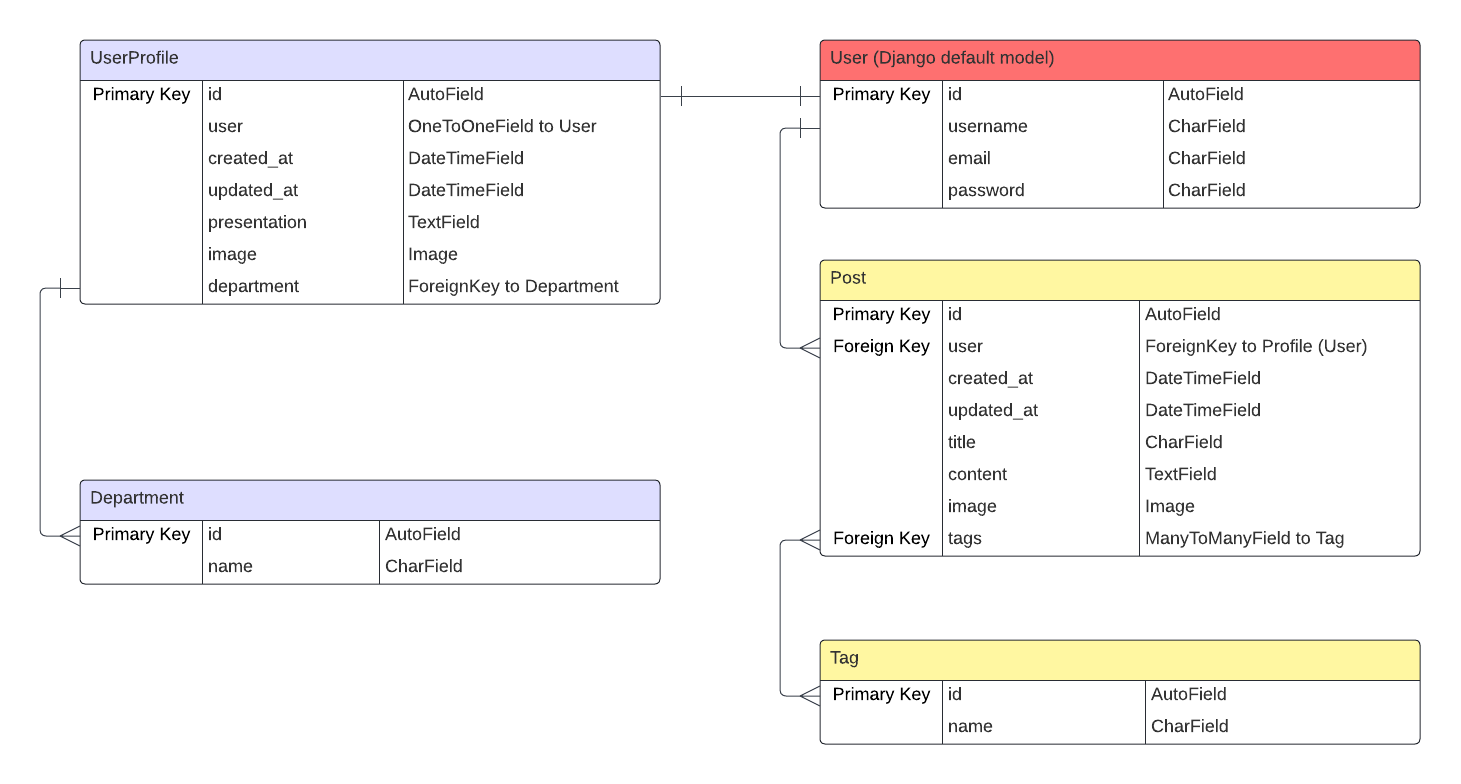 UserProfile
Primary Key id AutoField
user OneToOneField to User
created_at DateTimeField
updated_at DateTimeField
presentation TextField
image Image
department ForeignKey to Department
Department
Primary Key id AutoField
name CharField
User (Django default model)
Primary Key id AutoField
username CharField
email CharField
password CharField
Post
Primary Key id AutoField
Foreign Key user ForeignKey to Profile (User)
created_at DateTimeField
updated_at DateTimeField
title CharField
content TextField
image Image
Foreign Key tags ManyToManyField to Tag
Tag
Primary Key id AutoField
name CharField